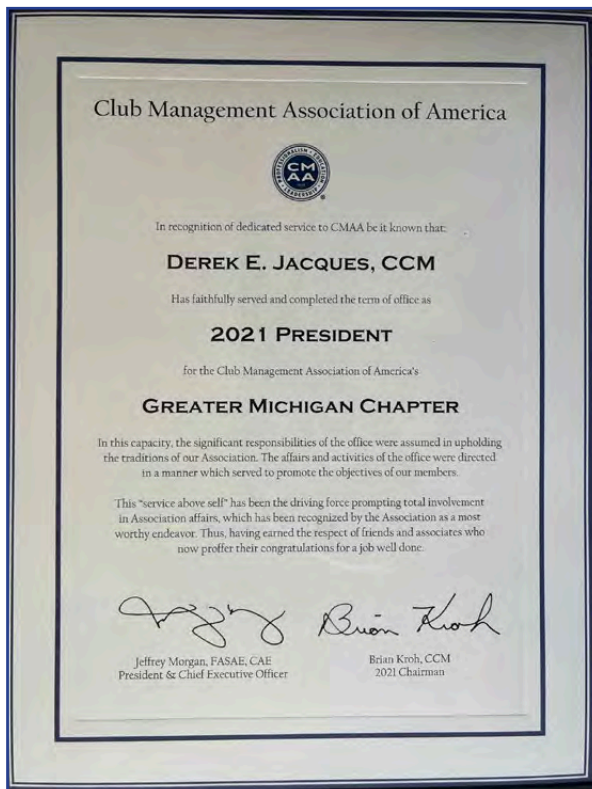 Club Management Association of America
PROFESSIONALISM · EDUCATION
CM
AA
LEADERSHIP
®
In recognition of dedicated service to CMAA be it known that:
DEREK E. JACQUES, CCM
Has faithfully served and completed the term of office as
2021 PRESIDENT
for the Club Management Association of America's
GREATER MICHIGAN CHAPTER
In this capacity, the significant responsibilities of the office were assumed in upholding
the traditions of our Association. The affairs and activities of the office were directed
in a manner which served to promote the objectives of our members.
This "service above self" has been the driving force prompting total involvement
in Association affairs, which has been recognized by the Association as a most
worthy endeavor. Thus, having earned the respect of friends and associates who
now proffer their congratulations for a job well done.
Brian Kroh
Jeffrey Morgan, FASAE, CAE
President & Chief Executive Officer
Brian Kroh, CCM
2021 Chairman